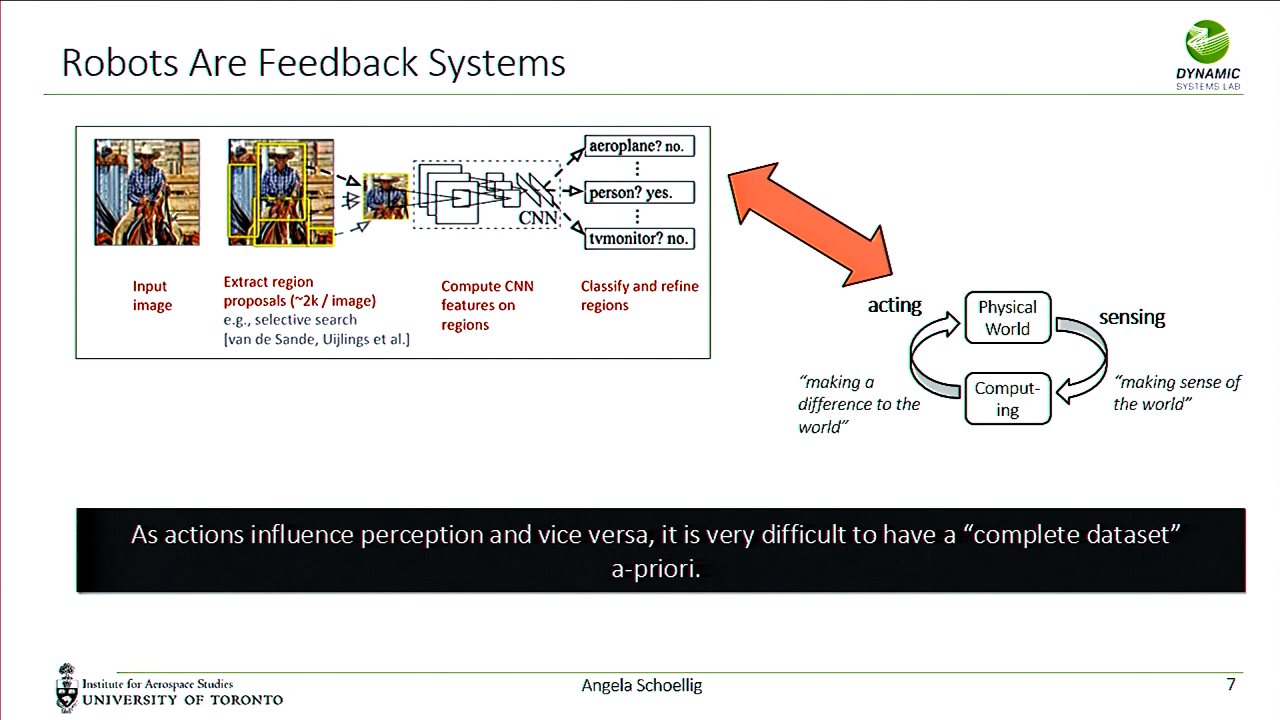 Robots Are Feedback Systems
DYNAMIC
SYSTEMS LAB
aeroplane? no.
person? yes.
tvmonitor? no.
CNN
Input
image
Extract region
proposals (~2k / image)
e.g., selective search
[van de Sande, Uijlings et al.]
Compute CNN
features on
regions
Classify and refine
regions
acting
Physical
World
sensing
"making a
difference to the
world"
Comput-
ing
"making sense of
the world"
As actions influence perception and vice versa, it is very difficult to have a "complete dataset"
a-priori.
Institute for Aerospace Studies
UNIVERSITY OF TORONTO
Angela Schoellig
7